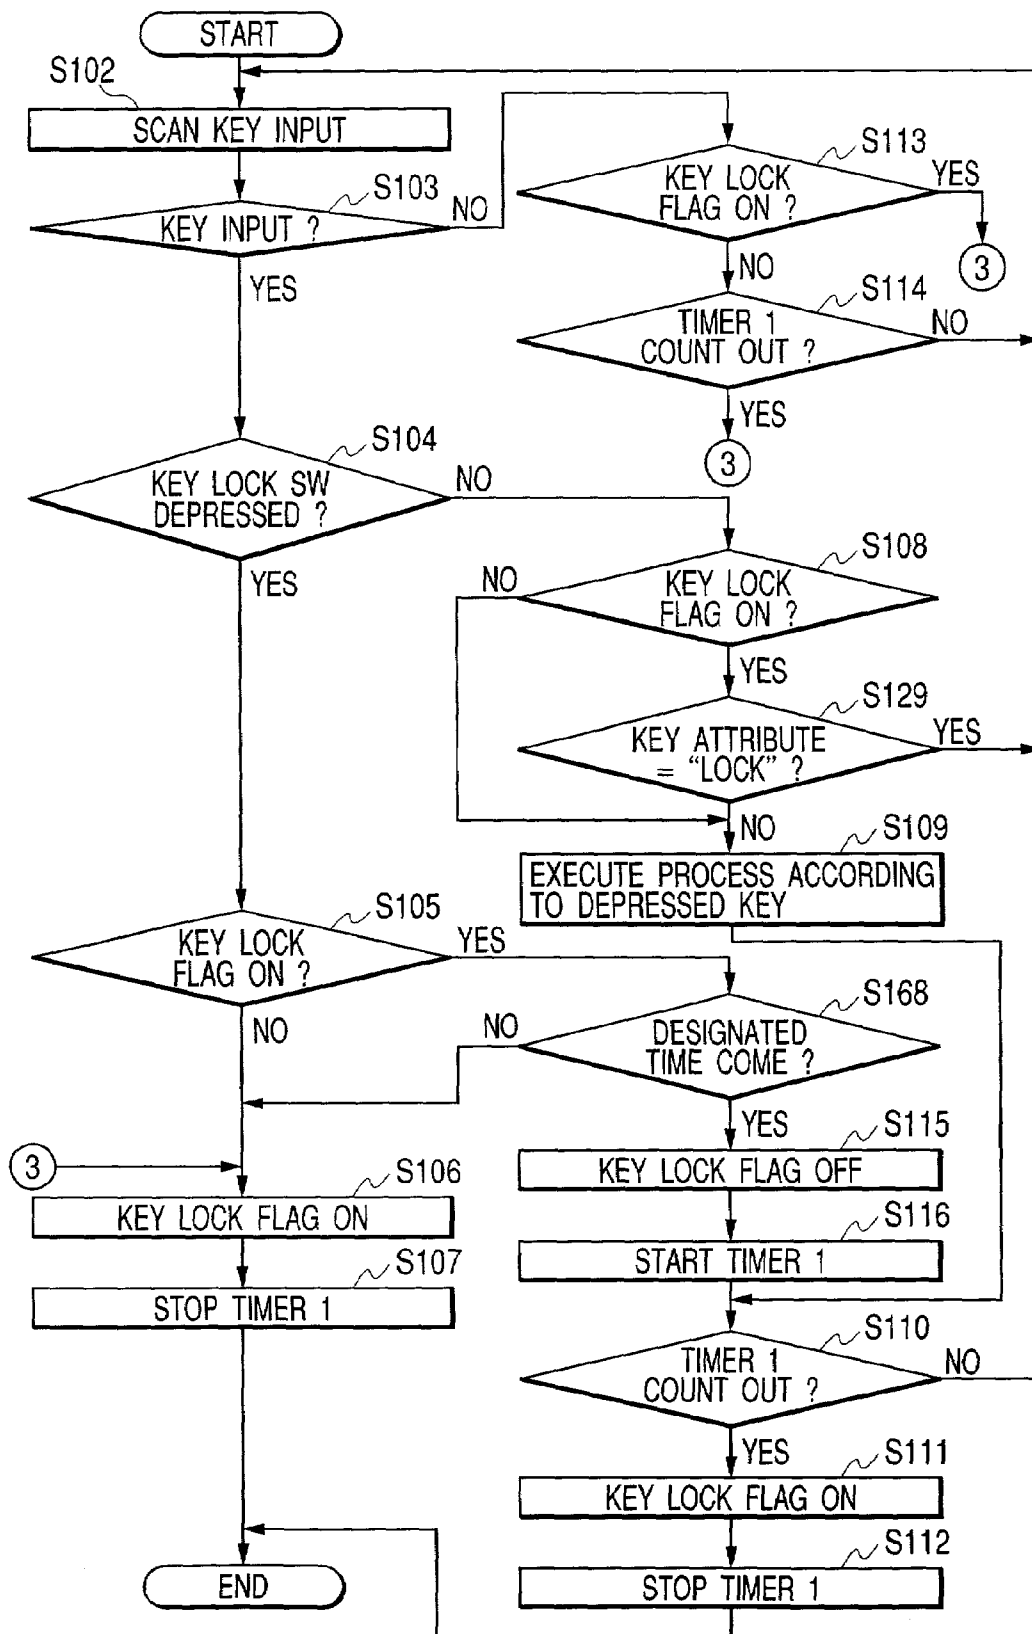 START
S102
SCAN KEY INPUT
S103
KEY INPUT ?
NO
YES
S113
KEY LOCK
FLAG ON ?
YES
3
NO
S114
TIMER 1
COUNT OUT ?
NO
YES
3
S104
KEY LOCK SW
DEPRESSED ?
NO
YES
S108
KEY LOCK
FLAG ON ?
NO
YES
S129
KEY ATTRIBUTE
= “LOCK” ?
YES
NO
S109
EXECUTE PROCESS ACCORDING
TO DEPRESSED KEY
S105
KEY LOCK
FLAG ON ?
YES
NO
S168
DESIGNATED
TIME COME ?
NO
YES
S115
KEY LOCK FLAG OFF
S116
START TIMER 1
3
S106
KEY LOCK FLAG ON
S107
STOP TIMER 1
S110
TIMER 1
COUNT OUT ?
NO
YES
S111
KEY LOCK FLAG ON
S112
STOP TIMER 1
END